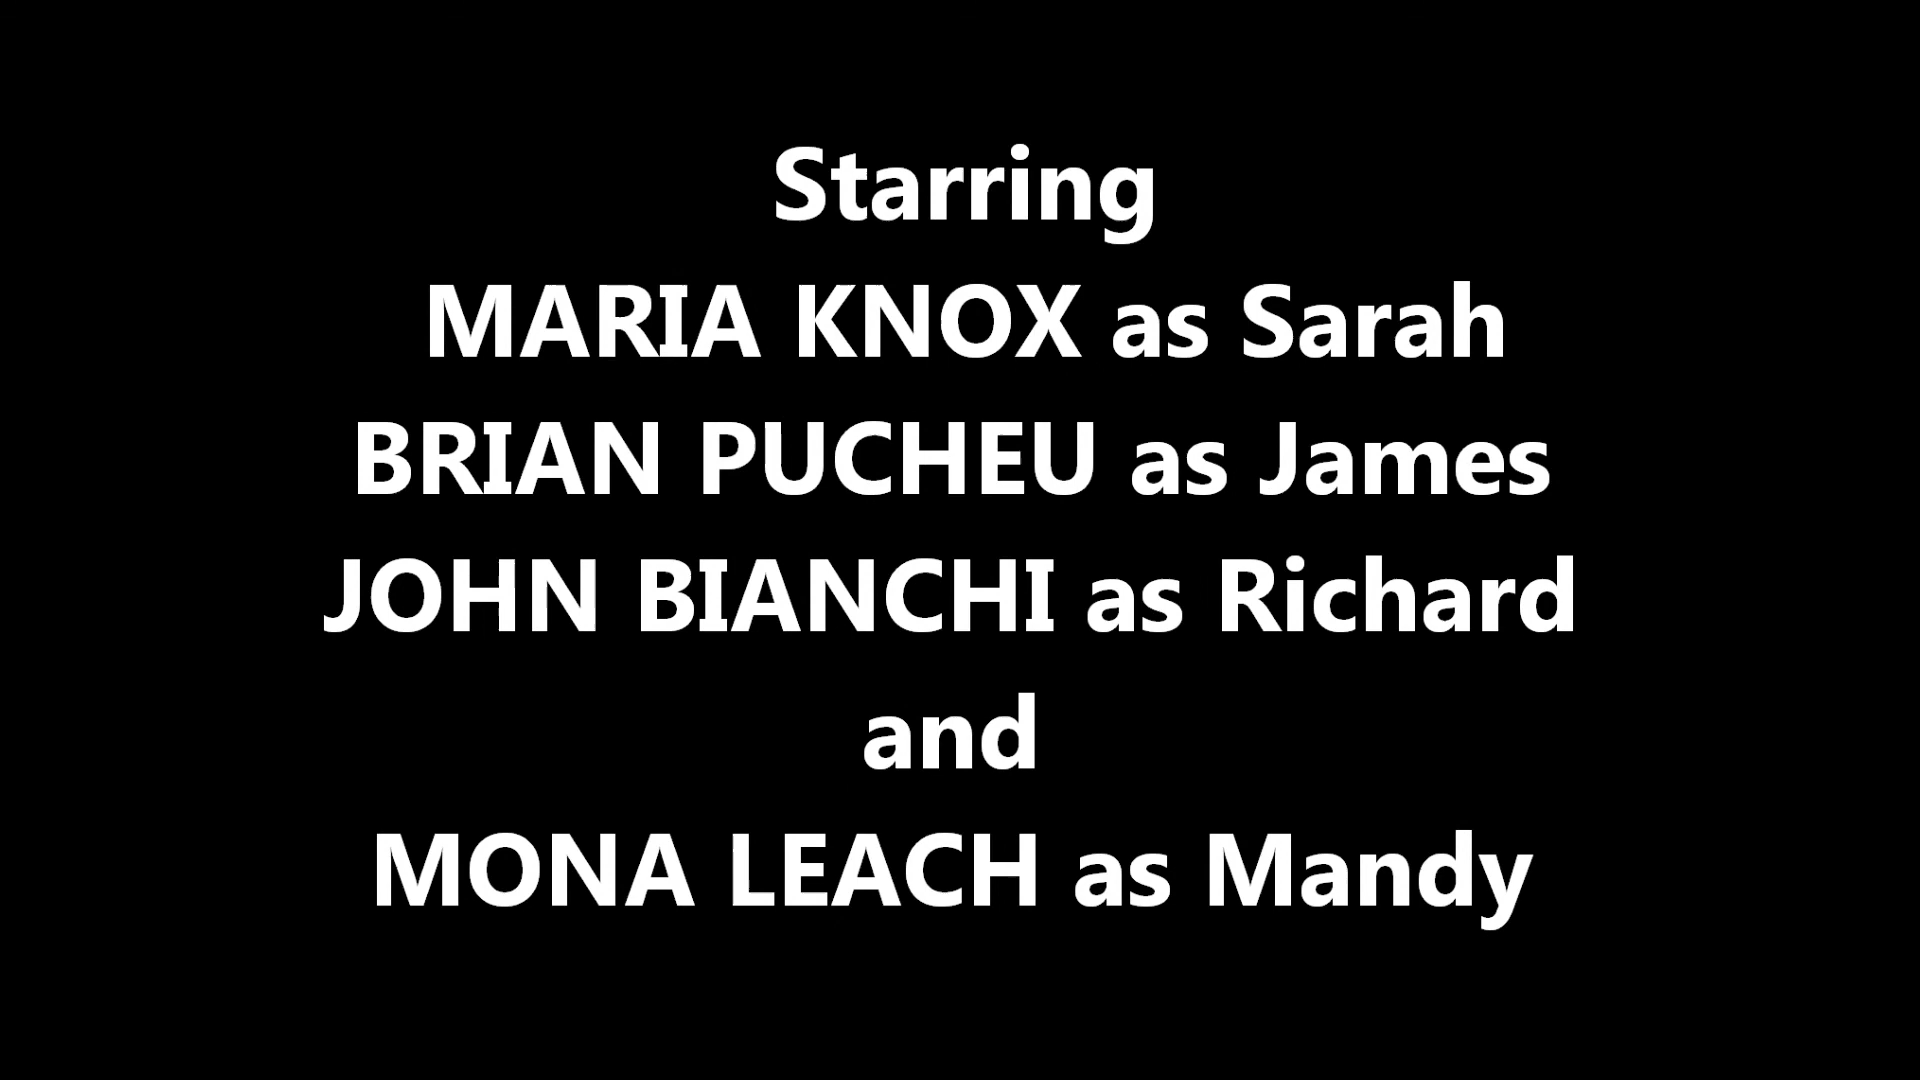 Starring
MARIA KNOX as Sarah
BRIAN PUCHEU as James
JOHN BIANCHI as Richard
and
MONA LEACH as Mandy